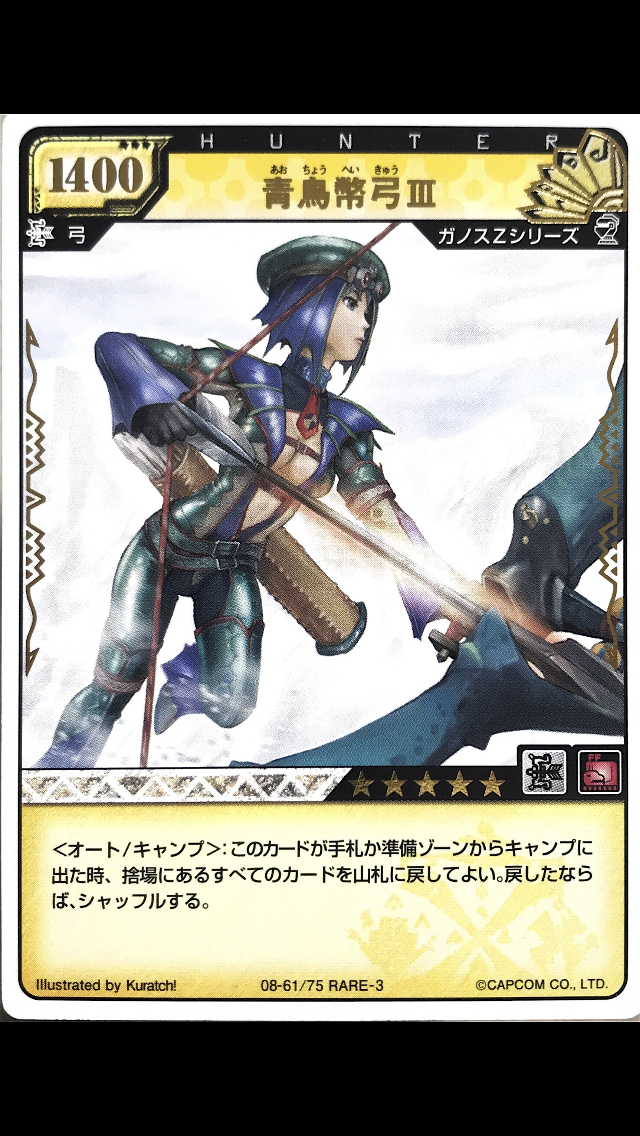 HUNTER
1400
あお ちょう へい きゅう
青鳥幣弓Ⅲ
弓
ガノスZシリーズ
<オート/キャンプ>:このカードが手札か準備ゾーンからキャンプに
出た時、捨場にあるすべてのカードを山札に戻してよい。戻したなら
ば、シャッフルする。
Illustrated by Kuratch!
08-61/75 RARE-3
©CAPCOM CO., LTD.